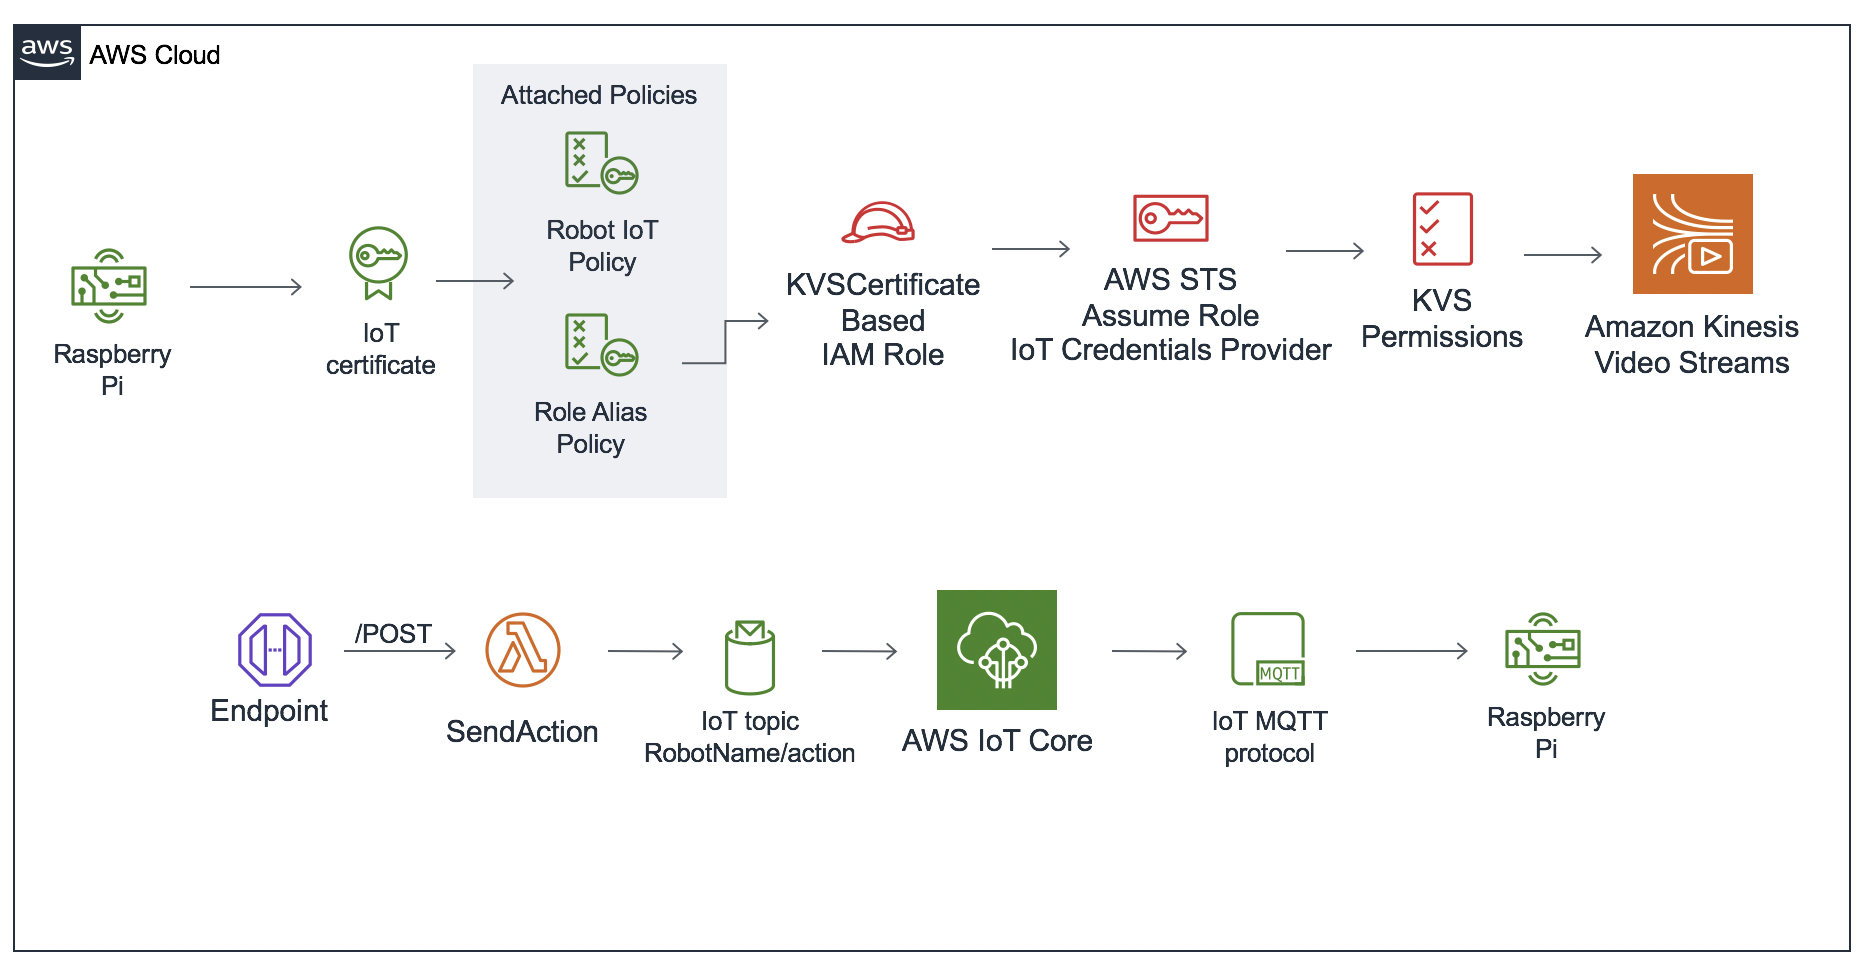 aws
AWS Cloud
Attached Policies
Robot IoT
Policy
Role Alias
Policy
Raspberry
Pi
IoT
certificate
KVSCertificate
Based
IAM Role
AWS STS
Assume Role
IoT Credentials Provider
KVS
Permissions
Amazon Kinesis
Video Streams
Endpoint
/POST
SendAction
IoT topic
RobotName/action
AWS IoT Core
MQTT
IoT MQTT
protocol
Raspberry
Pi